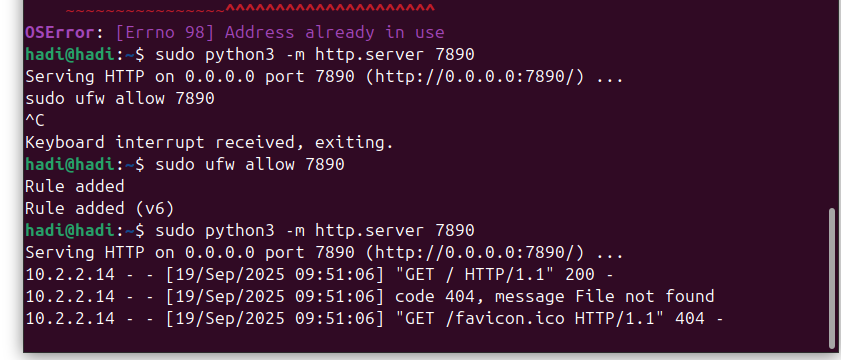 ~~~~~~~~~~~~~~~~^^^^^^^^^^^^^^^^^^^^^
OSError: [Errno 98] Address already in use
hadi@hadi:~$ sudo python3 -m http.server 7890
Serving HTTP on 0.0.0.0 port 7890 (http://0.0.0.0:7890/) ...
sudo ufw allow 7890
^C
Keyboard interrupt received, exiting.
hadi@hadi:~$ sudo ufw allow 7890
Rule added
Rule added (v6)
hadi@hadi:~$ sudo python3 -m http.server 7890
Serving HTTP on 0.0.0.0 port 7890 (http://0.0.0.0:7890/) ...
10.2.2.14 - - [19/Sep/2025 09:51:06] "GET / HTTP/1.1" 200 -
10.2.2.14 - - [19/Sep/2025 09:51:06] code 404, message File not found
10.2.2.14 - - [19/Sep/2025 09:51:06] "GET /favicon.ico HTTP/1.1" 404 -